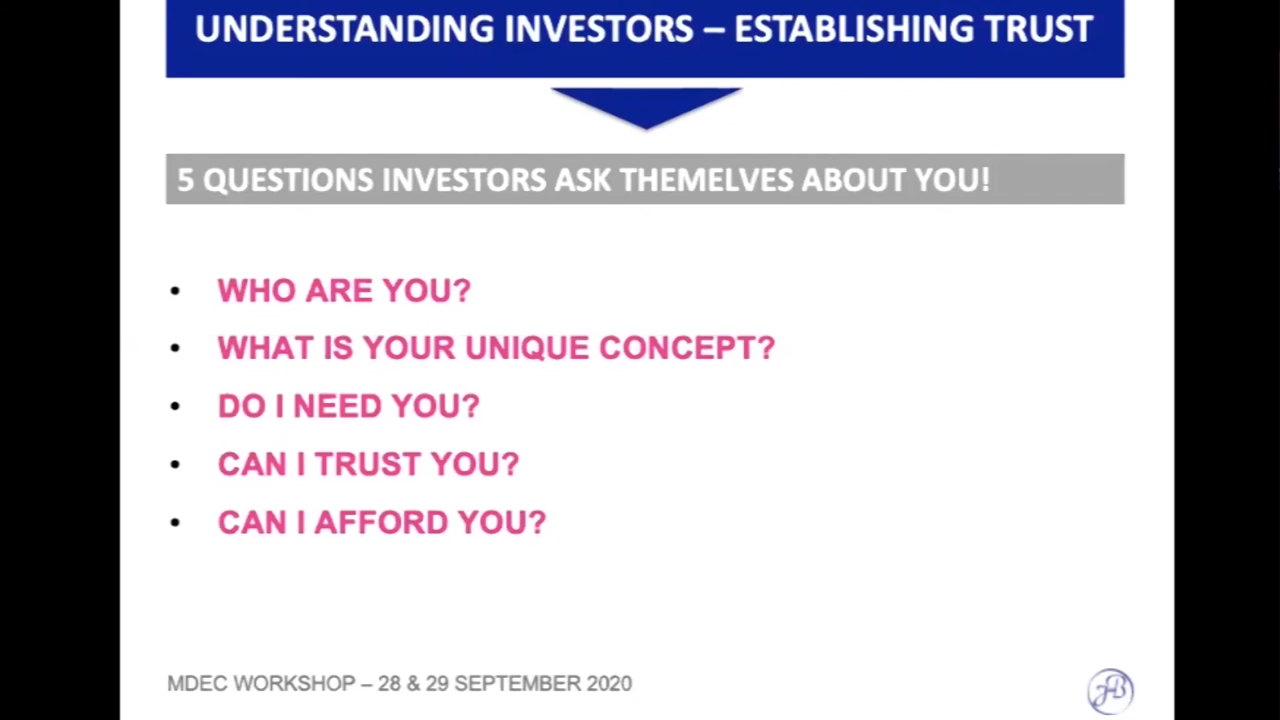 UNDERSTANDING INVESTORS – ESTABLISHING TRUST
5 QUESTIONS INVESTORS ASK THEMELVES ABOUT YOU!
• WHO ARE YOU?
• WHAT IS YOUR UNIQUE CONCEPT?
• DO I NEED YOU?
• CAN I TRUST YOU?
• CAN I AFFORD YOU?
MDEC WORKSHOP – 28 & 29 SEPTEMBER 2020